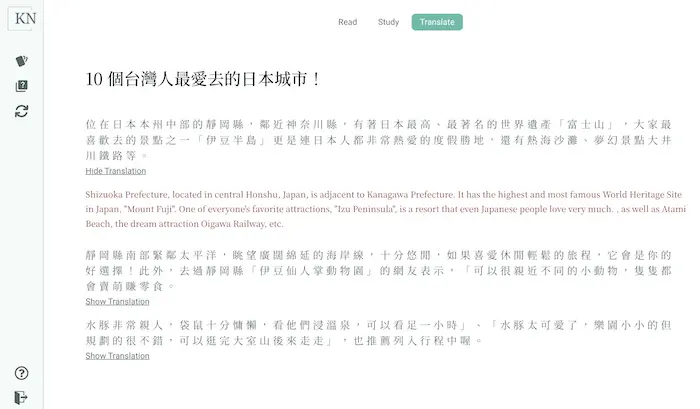 KN
Read
Study
Translate
10 個台灣人最愛去的日本城市！
位在日本本州中部的靜岡縣，鄰近神奈川縣，有著日本最高、最著名的世界遺產「富士山」，大家最
喜歡去的景點之一「伊豆半島」更是連日本人都非常熱愛的度假勝地，還有熱海沙灘、夢幻景點大井
川鐵路等。
Hide Translation
Shizuoka Prefecture, located in central Honshu, Japan, is adjacent to Kanagawa Prefecture. It has the highest and most famous World Heritage Site
in Japan, "Mount Fuji". One of everyone's favorite attractions, "Izu Peninsula", is a resort that even Japanese people love very much. , as well as Atami
Beach, the dream attraction Oigawa Railway, etc.
靜岡縣南部緊鄰太平洋，眺望廣闊綿延的海岸線，十分悠閒，如果喜愛休閒輕鬆的旅程，它會是你的
好選擇！此外，去過靜岡縣「伊豆仙人掌動物園」的網友表示，「可以很親近不同的小動物，隻隻都
會賣萌賺零食。
Show Translation
水豚非常親人，袋鼠十分慵懶，看他們浸溫泉，可以看足一小時」、「水豚太可愛了，樂園小小的但
規劃的很不錯，可以逛完大室山後來走走」，也推薦列入行程中喔。
Show Translation